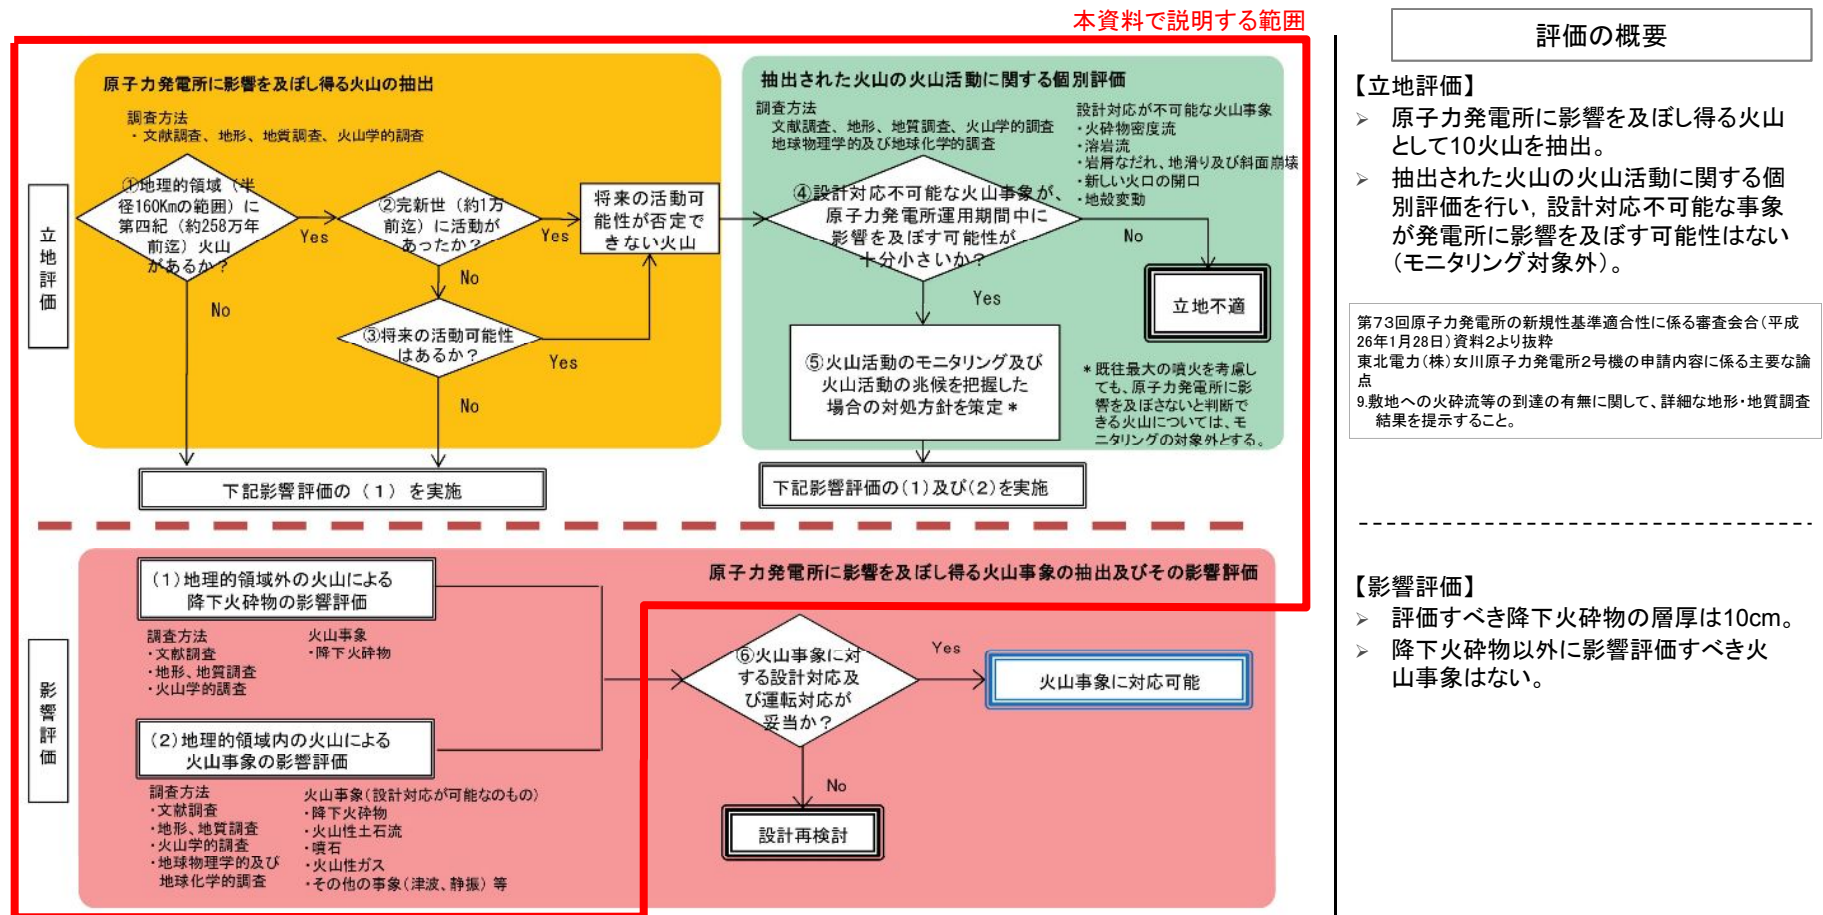 本資料で説明する範囲
立地評価
原子力発電所に影響を及ぼし得る火山の抽出
調査方法
・文献調査、地形、地質調査、火山学的調査
①地理的領域（半
径160Kmの範囲）に
第四紀（約258万年
前迄）火山
があるか？
Yes
No
②完新世（約1万
前迄）に活動が
あったか？
Yes
No
③将来の活動可能性
はあるか？
Yes
No
将来の活動可
能性が否定で
きない火山
下記影響評価の（１）を実施
抽出された火山の火山活動に関する個別評価
調査方法
文献調査、地形、地質調査、火山学的調査
地球物理学的及び地球化学的調査
設計対応が不可能な火山事象
・火砕物密度流
・溶岩流
・岩屑なだれ、地滑り及び斜面崩壊
・新しい火口の開口
・地殻変動
④設計対応不可能な火山事象が、
原子力発電所運用期間中に
影響を及ぼす可能性が
十分小さいか？
No
Yes
立地不適
⑤火山活動のモニタリング及び
火山活動の兆候を把握した
場合の対処方針を策定＊
＊既往最大の噴火を考慮し
ても、原子力発電所に影
響を及ぼさないと判断で
きる火山については、モ
ニタリングの対象外とする。
下記影響評価の(1)及び(2)を実施
影響評価
原子力発電所に影響を及ぼし得る火山事象の抽出及びその影響評価
(1)地理的領域外の火山による
降下火砕物の影響評価
調査方法
・文献調査
・地形、地質調査
・火山学的調査
火山事象
・降下火砕物
(2)地理的領域内の火山による
火山事象の影響評価
調査方法
・文献調査
・地形、地質調査
・火山学的調査
・地球物理学的及び
地球化学的調査
火山事象(設計対応が可能なのもの)
・降下火砕物
・火山性土石流
・噴石
・火山性ガス
・その他の事象(津波、静振)等
⑥火山事象に対
する設計対応及
び運転対応が
妥当か？
Yes
No
火山事象に対応可能
設計再検討
評価の概要
【立地評価】
➢ 原子力発電所に影響を及ぼし得る火山
として10火山を抽出。
➢ 抽出された火山の火山活動に関する個
別評価を行い，設計対応不可能な事象
が発電所に影響を及ぼす可能性はない
（モニタリング対象外）。
第73回原子力発電所の新規性基準適合性に係る審査会合（平成
26年1月28日）資料2より抜粋
東北電力（株）女川原子力発電所2号機の申請内容に係る主要な論
点
9.敷地への火砕流等の到達の有無に関して、詳細な地形・地質調査
結果を提示すること。
【影響評価】
➢ 評価すべき降下火砕物の層厚は10cm。
➢ 降下火砕物以外に影響評価すべき火
山事象はない。